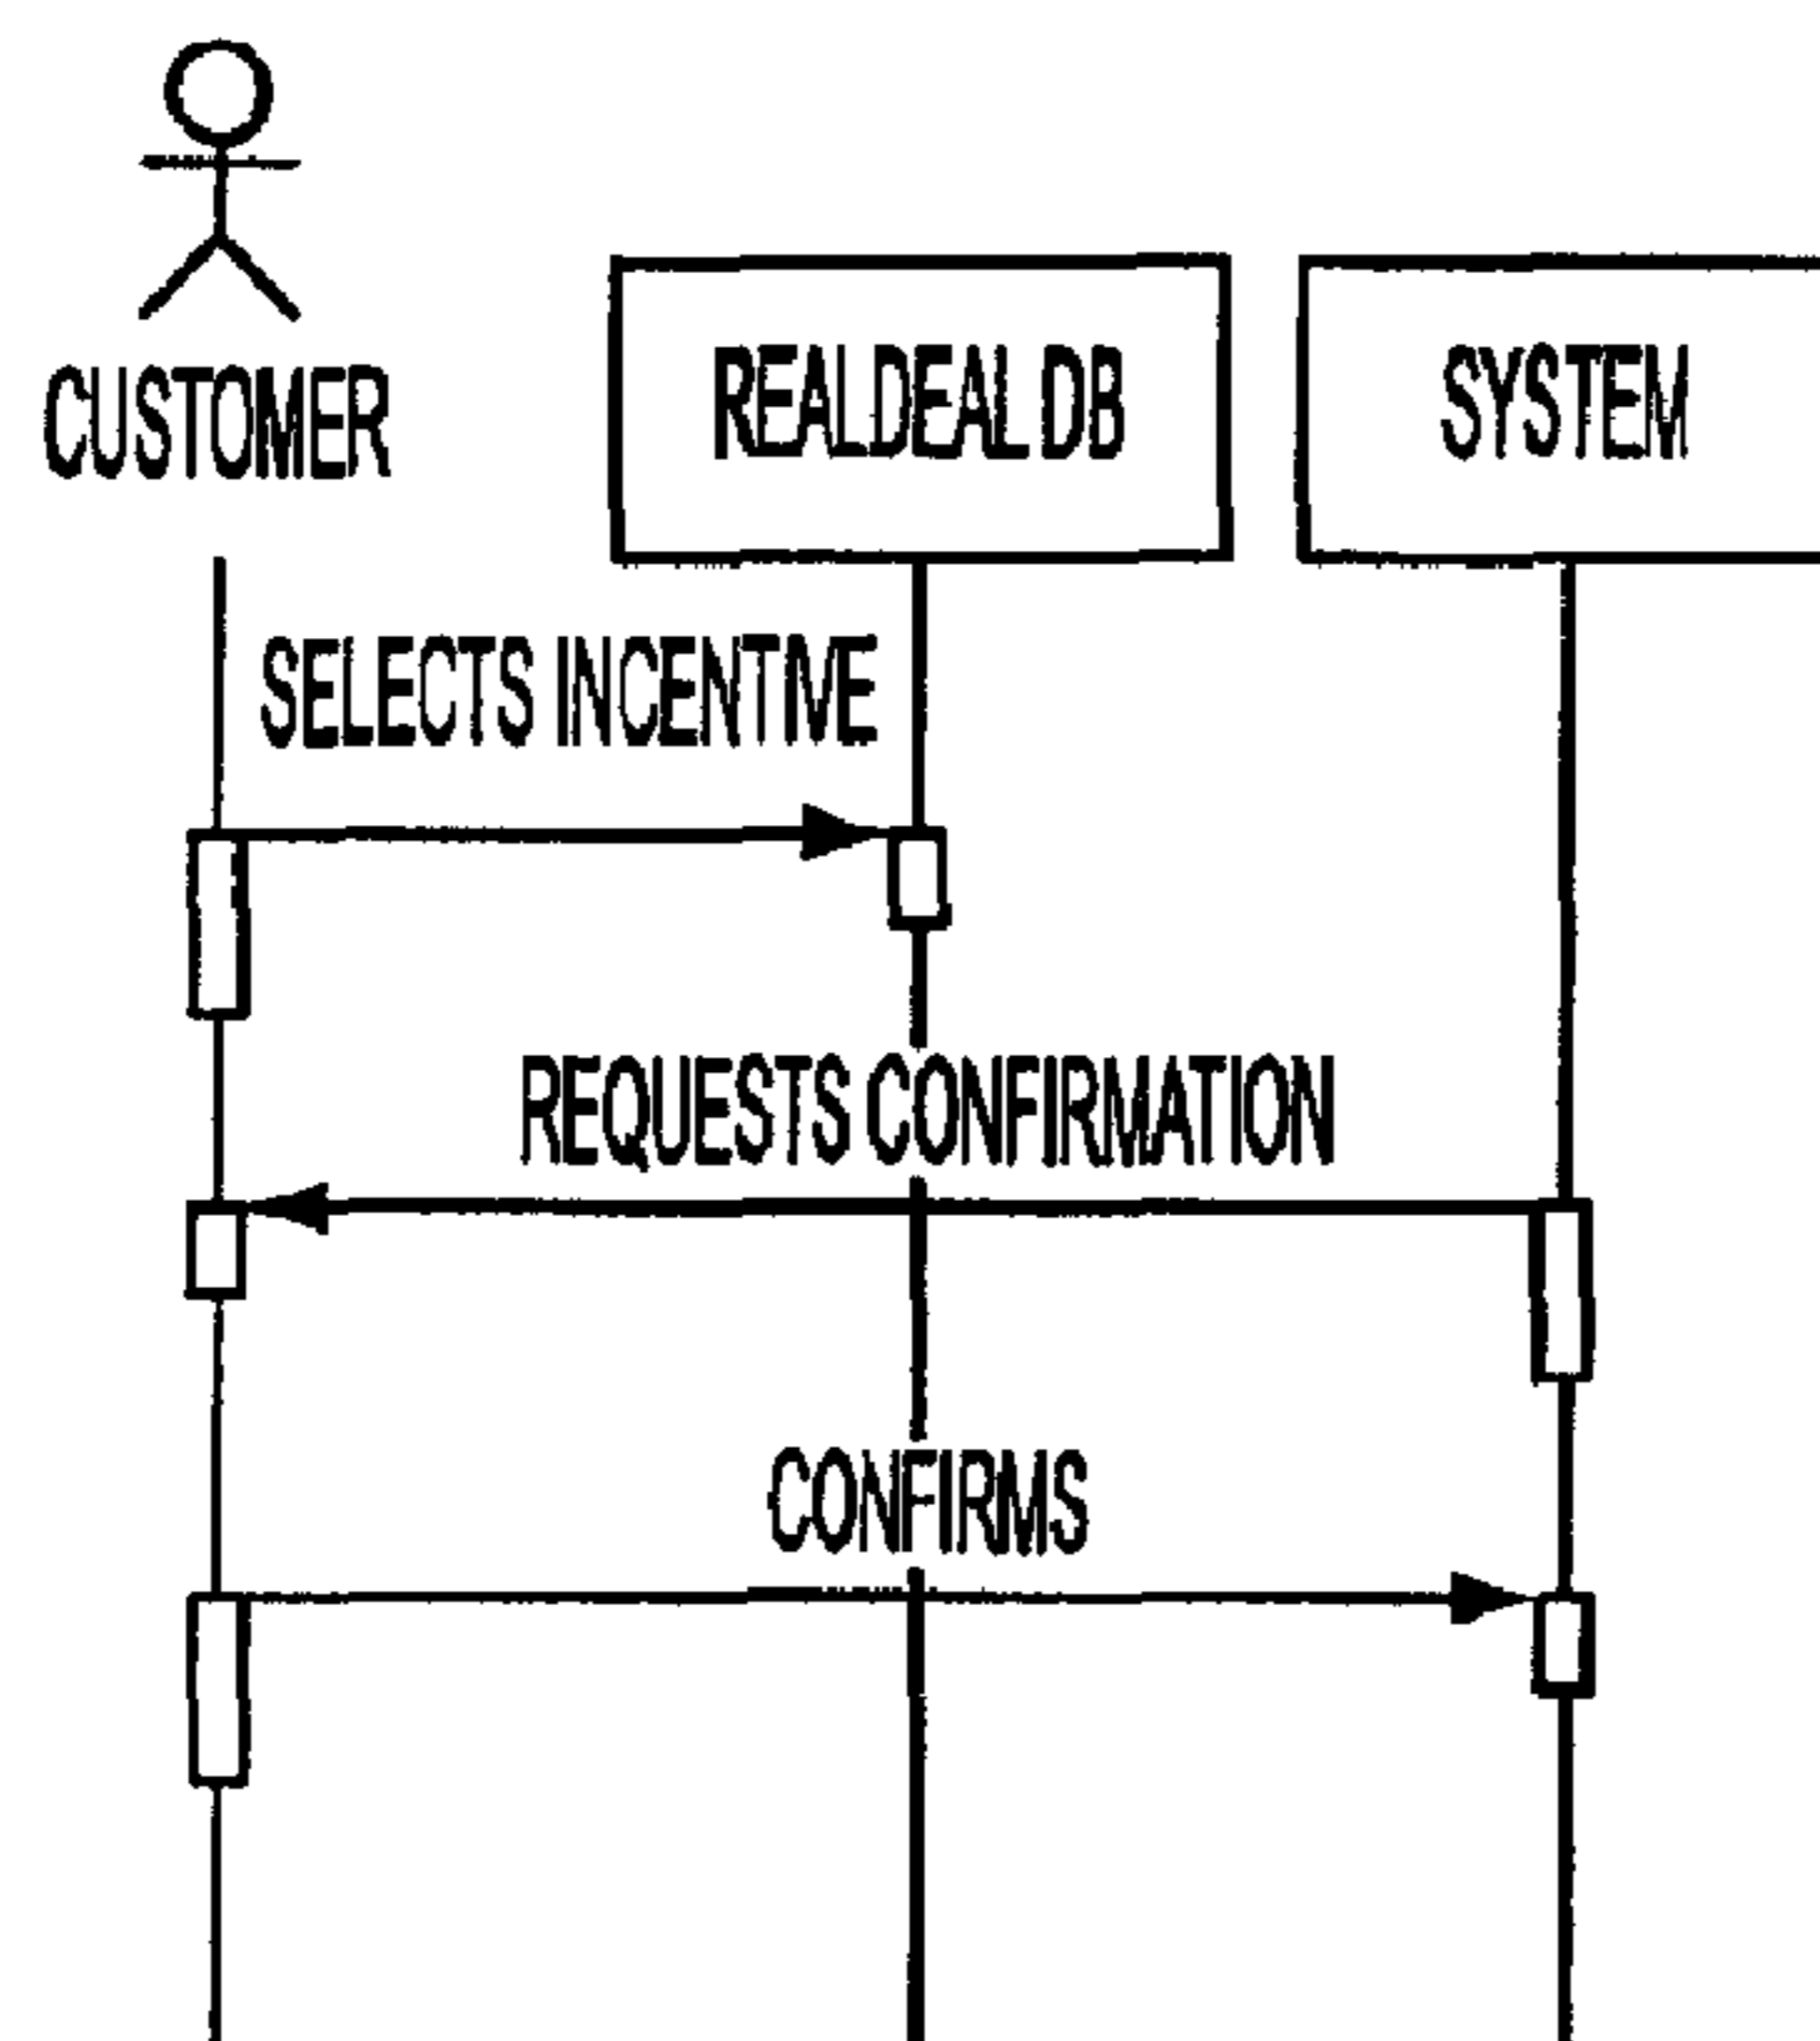 CUSTOMER
REALDEAL DB
SYSTEM
SELECTS INCENTIVE
REQUESTS CONFIRMATION
CONFIRMS